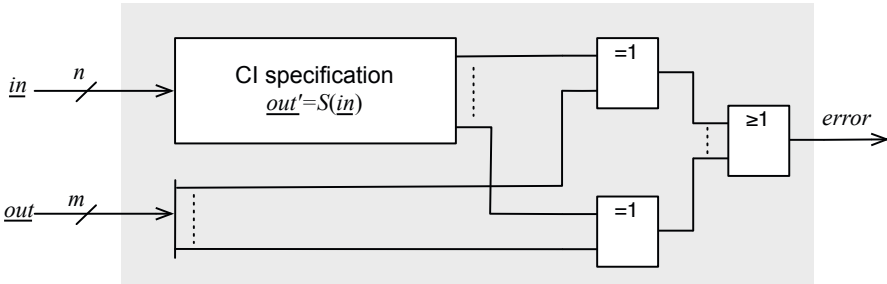 in
n
CI specification
out'=S(in)
=1
≥1
error
out
m
=1